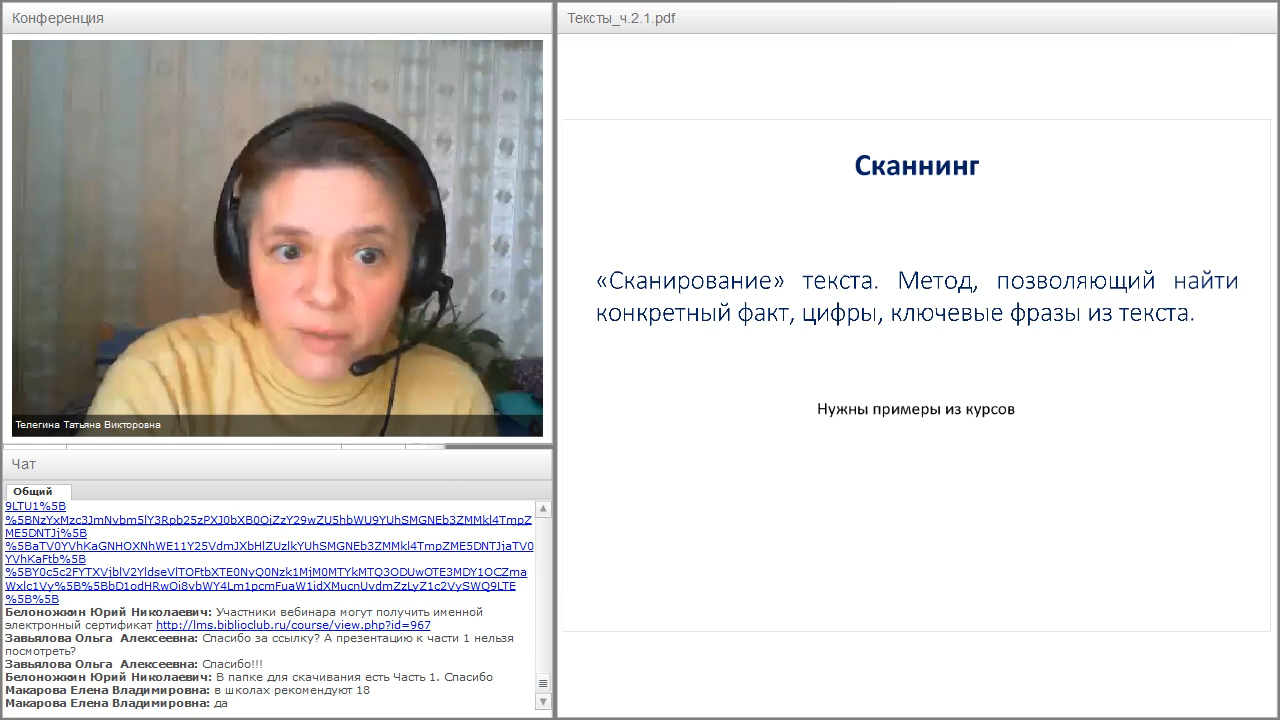 Конференция
Телегина Татьяна Викторовна
Чат
Общий
9LTU1%5B
%5BNzYxMzc3JmNvbm5lY3Rpb25zPXJ0bXB0OiZzY29wZU5hbWU9YUhSMGNEb3ZMMkl4TmpZ
ME5DNTJj%5B
%5BaTV0YVhKaGNHOXNhWE11Y25VdmJXbHlZUzlkYUhSMGNEb3ZMMkl4TmpZME5DNTJjaTV0
YVhKaFtb%5B
%5BY0c5c2FYTXVjblV2YldseVlTOFtbXTE0NyQ0Nzk1MjM0MTYkMTQ3ODUwOTE3MDY1OCZma
Wxlc1Vy%5B%5BbD1odHRwOi8vbWY4Lm1pcmFuaW1idXMucnUvdmZzLyZ1c2VySWQ9LTE
%5B%5B
Белоножкин Юрий Николаевич: Участники вебинара могут получить именной
электронный сертификат http://lms.biblioclub.ru/course/view.php?id=967
Завьялова Ольга Алексеевна: Спасибо за ссылку? А презентацию к части 1 нельзя
посмотреть?
Завьялова Ольга Алексеевна: Спасибо!!!
Белоножкин Юрий Николаевич: В папке для скачивания есть Часть 1. Спасибо
Макарова Елена Владимировна: в школах рекомендуют 18
Макарова Елена Владимировна: да
Тексты_ч.2.1.pdf
Сканнинг
«Сканирование» текста. Метод, позволяющий найти
конкретный факт, цифры, ключевые фразы из текста.
Нужны примеры из курсов